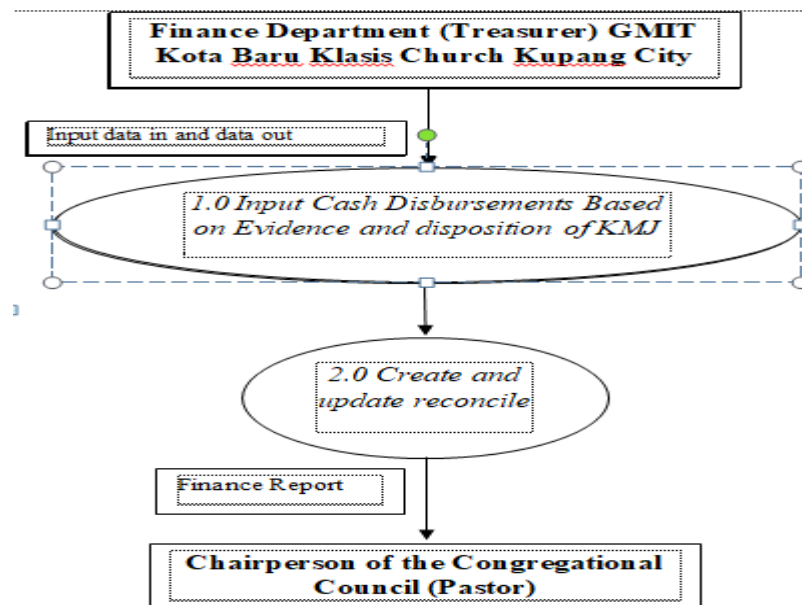 Finance Department (Treasurer) GMIT
Kota Baru Klasis Church Kupang City
Input data in and data out
1.0 Input Cash Disbursements Based
on Evidence and disposition of KMJ
2.0 Create and
update reconcile
Finance Report
Chairperson of the Congregational
Council (Pastor)